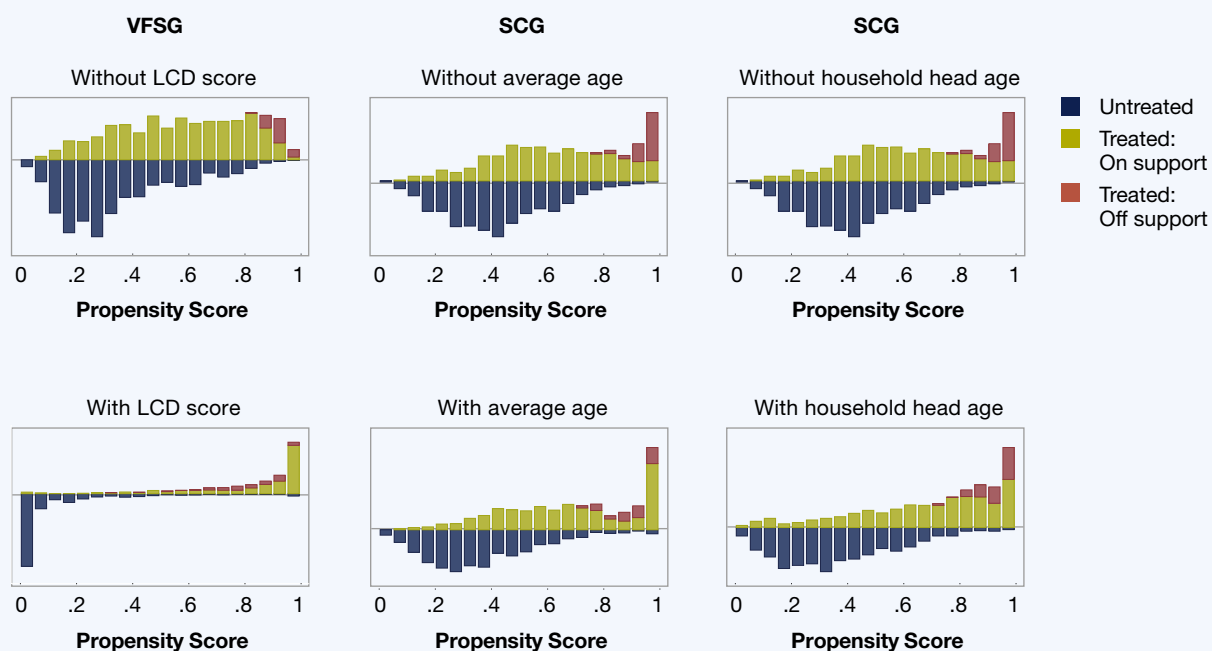 VFSG
SCG
SCG
Without LCD score
Without average age
Without household head age
Untreated
Treated:
On support
Treated:
Off support
0 .2 .4 .6 .8 1
0 .2 .4 .6 .8 1
0 .2 .4 .6 .8 1
Propensity Score
Propensity Score
Propensity Score
With LCD score
With average age
With household head age
0 .2 .4 .6 .8 1
0 .2 .4 .6 .8 1
0 .2 .4 .6 .8 1
Propensity Score
Propensity Score
Propensity Score